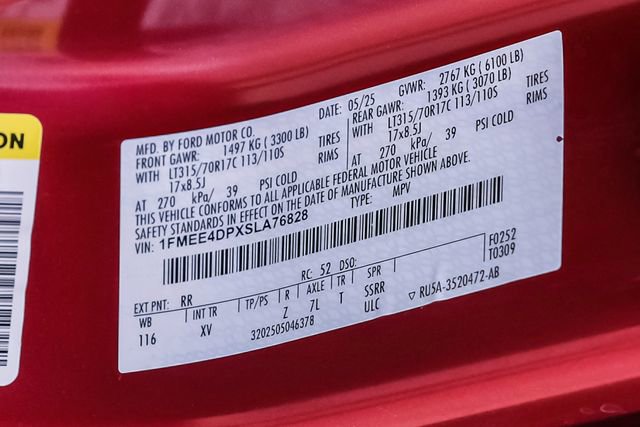 ON
MFD. BY FORD MOTOR CO. DATE: 05/25 GVWR: 2767 KG ( 6100 LB)
FRONT GAWR: 1497 KG ( 3300 LB) REAR GAWR: 1393 KG ( 3070 LB)
WITH LT315/70R17C 113/110S TIRES WITH LT315/70R17C 113/110S TIRES
17x8.5J RIMS 17x8.5J RIMS
AT 270 kPa/ 39 PSI COLD AT 270 kPa/ 39 PSI COLD
THIS VEHICLE CONFORMS TO ALL APPLICABLE FEDERAL MOTOR VEHICLE
SAFETY STANDARDS IN EFFECT ON THE DATE OF MANUFACTURE SHOWN ABOVE.
VIN: 1FMEE4DPXSLA76828 TYPE: MPV
F0252
EXT PNT: RR RC: 52 DSO: T0309
WB INT TR TP/PS R AXLE TR SPR
116 XV Z 7L T SSRR
3202505046378 ULC ▽ RU5A-3520472-AB